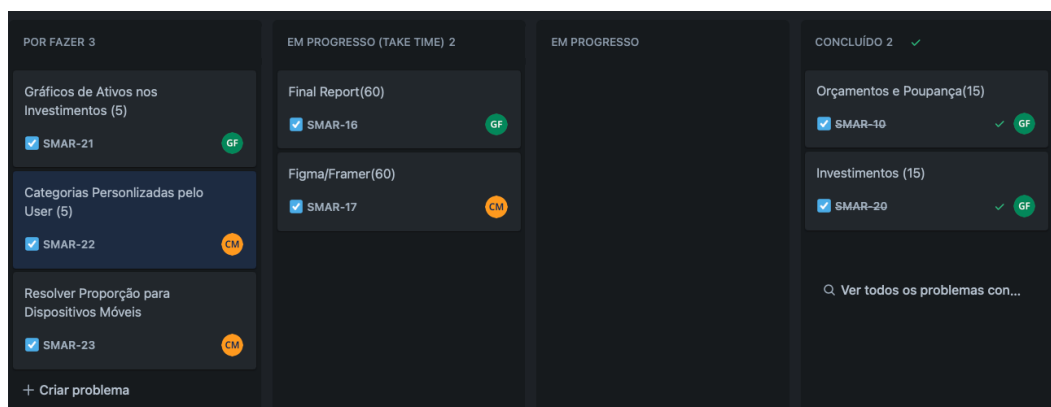 POR FAZER 3
Gráficos de Ativos nos
Investimentos (5)
SMAR-21
GF
Categorias Personlizadas pelo
User (5)
SMAR-22
CM
Resolver Proporção para
Dispositivos Móveis
SMAR-23
CM
+ Criar problema
EM PROGRESSO (TAKE TIME) 2
Final Report(60)
SMAR-16
GF
Figma/Framer(60)
SMAR-17
CM
EM PROGRESSO
CONCLUÍDO 2
Orçamentos e Poupança(15)
SMAR-10
GF
Investimentos (15)
SMAR-20
GF
Ver todos os problemas con...